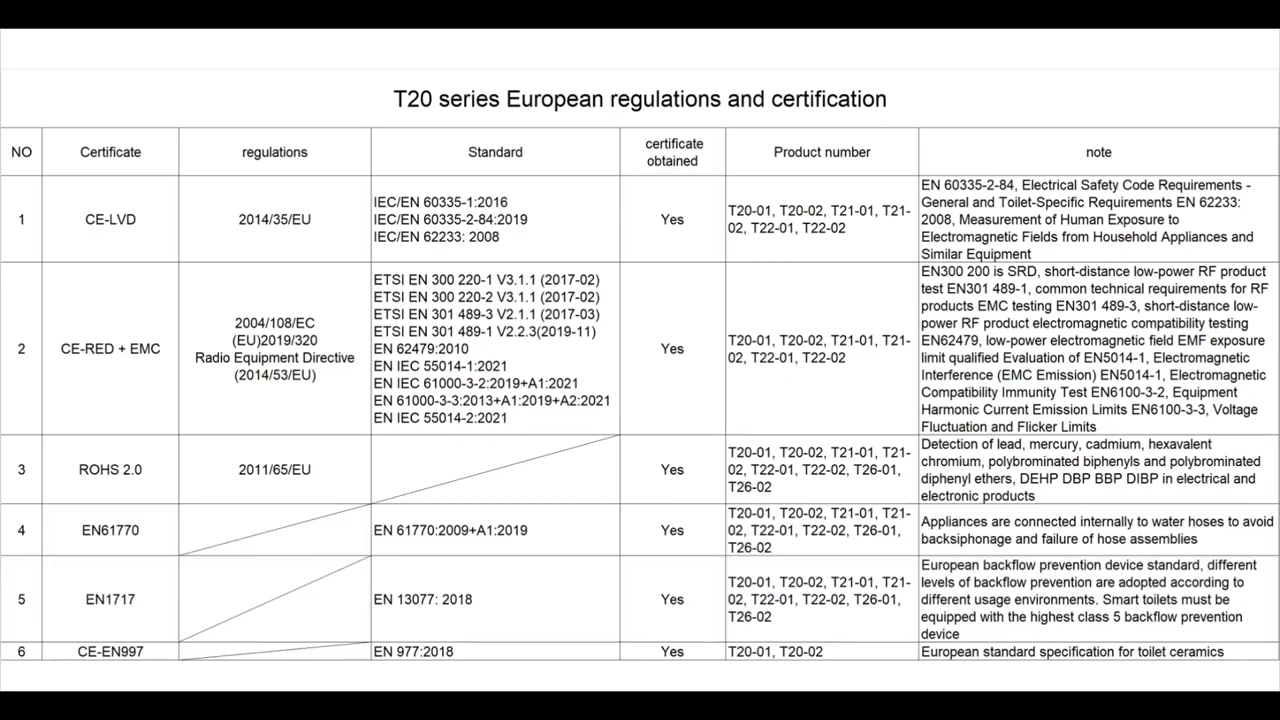 T20 series European regulations and certification
NO
Certificate
regulations
Standard
certificate
obtained
Product number
note
1
CE-LVD
2014/35/EU
IEC/EN 60335-1:2016
IEC/EN 60335-2-84:2019
IEC/EN 62233: 2008
Yes
T20-01, T20-02, T21-01, T21-
02, T22-01, T22-02
EN 60335-2-84, Electrical Safety Code Requirements -
General and Toilet-Specific Requirements EN 62233:
2008, Measurement of Human Exposure to
Electromagnetic Fields from Household Appliances and
Similar Equipment
2
CE-RED + EMC
2004/108/EC
(EU)2019/320
Radio Equipment Directive
(2014/53/EU)
ETSI EN 300 220-1 V3.1.1 (2017-02)
ETSI EN 300 220-2 V3.1.1 (2017-02)
ETSI EN 301 489-3 V2.1.1 (2017-03)
ETSI EN 301 489-1 V2.2.3(2019-11)
EN 62479:2010
EN IEC 55014-1:2021
EN IEC 61000-3-2:2019+A1:2021
EN 61000-3-3:2013+A1:2019+A2:2021
EN IEC 55014-2:2021
Yes
T20-01, T20-02, T21-01, T21-
02, T22-01, T22-02
EN300 200 is SRD, short-distance low-power RF product
test EN301 489-1, common technical requirements for RF
products EMC testing EN301 489-3, short-distance low-
power RF product electromagnetic compatibility testing
EN62479, low-power electromagnetic field EMF exposure
limit qualified Evaluation of EN5014-1, Electromagnetic
Interference (EMC Emission) EN5014-1, Electromagnetic
Compatibility Immunity Test EN6100-3-2, Equipment
Harmonic Current Emission Limits EN6100-3-3, Voltage
Fluctuation and Flicker Limits
3
ROHS 2.0
2011/65/EU
Yes
T20-01, T20-02, T21-01, T21-
02, T22-01, T22-02, T26-01,
T26-02
Detection of lead, mercury, cadmium, hexavalent
chromium, polybrominated biphenyls and polybrominated
diphenyl ethers, DEHP DBP BBP DIBP in electrical and
electronic products
4
EN61770
EN 61770:2009+A1:2019
Yes
T20-01, T20-02, T21-01, T21-
02, T22-01, T22-02, T26-01,
T26-02
Appliances are connected internally to water hoses to avoid
backsiphonage and failure of hose assemblies
5
EN1717
EN 13077: 2018
Yes
T20-01, T20-02, T21-01, T21-
02, T22-01, T22-02, T26-01,
T26-02
European backflow prevention device standard, different
levels of backflow prevention are adopted according to
different usage environments. Smart toilets must be
equipped with the highest class 5 backflow prevention
device
6
CE-EN997
EN 977:2018
Yes
T20-01, T20-02
European standard specification for toilet ceramics